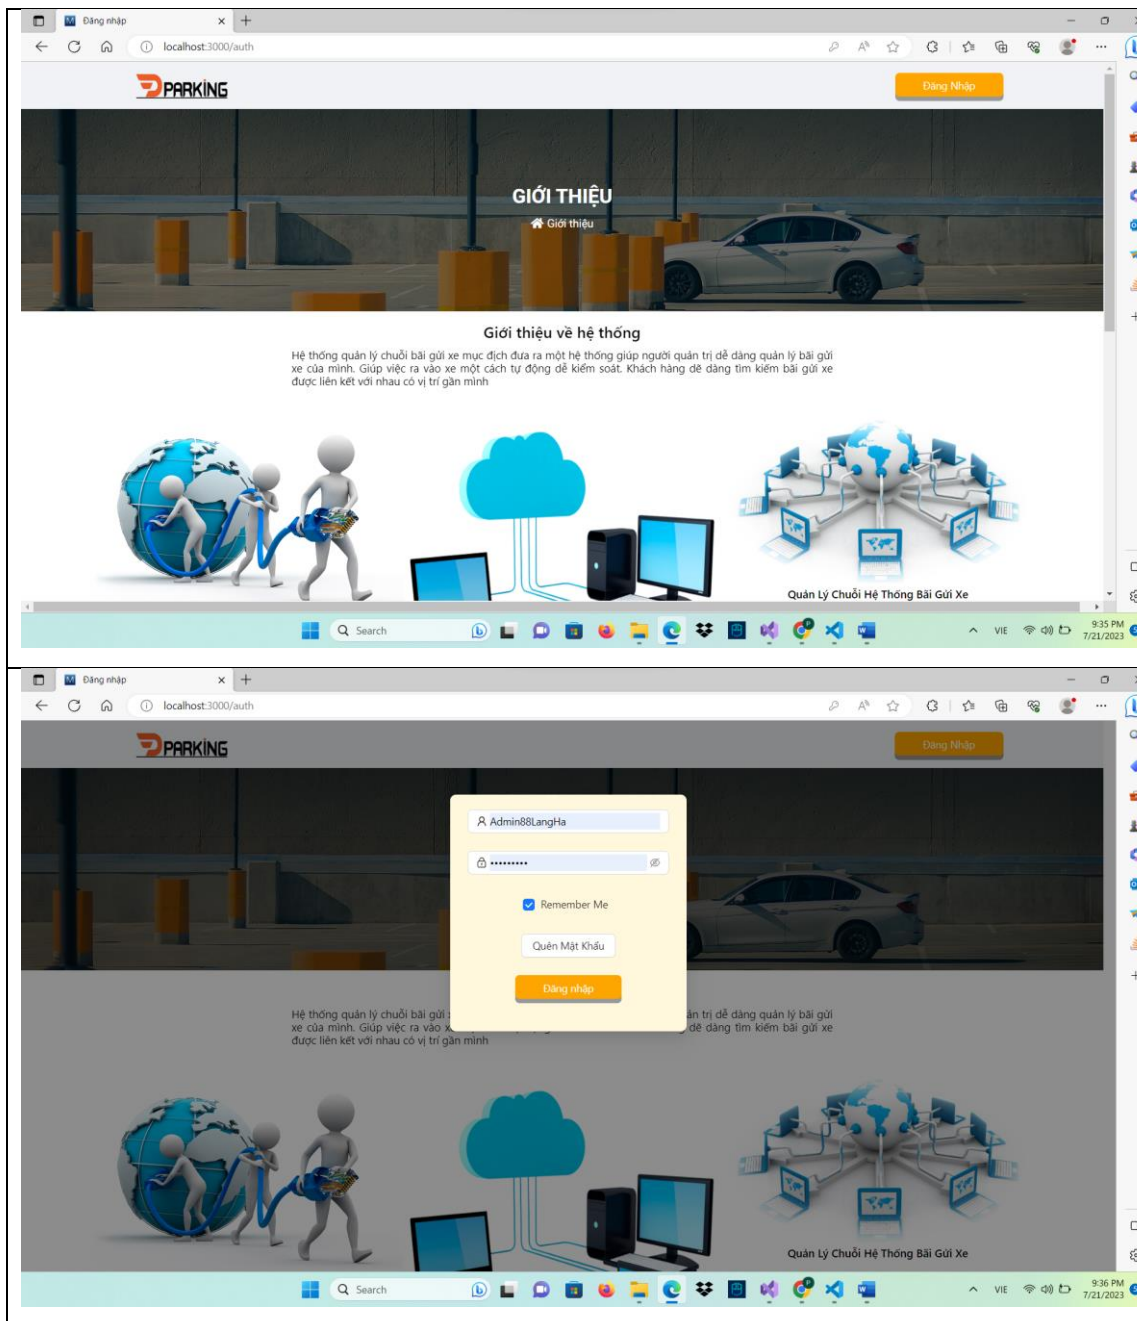 Đăng nhập
localhost:3000/auth
PARKING
Đăng Nhập
GIỚI THIỆU
Giới thiệu
Giới thiệu về hệ thống
Hệ thống quản lý chuỗi bãi gửi xe mục đích đưa ra một hệ thống giúp người quản trị dễ dàng quản lý bãi gửi
xe của mình. Giúp việc ra vào xe một cách tự động dễ kiểm soát. Khách hàng dễ dàng tìm kiếm bãi gửi xe
được liên kết với nhau có vị trí gần mình
Quản Lý Chuỗi Hệ Thống Bãi Gửi Xe
Search
VIE
9:35 PM
7/21/2023
Đăng nhập
localhost:3000/auth
PARKING
Đăng Nhập
Admin88LangHa
Remember Me
Quên Mật Khẩu
Đăng nhập
Hệ thống quản lý chuỗi bãi gửi ản trị dễ dàng quản lý bãi gửi
xe của mình. Giúp việc ra vào x dễ dàng tìm kiếm bãi gửi xe
được liên kết với nhau có vị trí gần mình
Quản Lý Chuỗi Hệ Thống Bãi Gửi Xe
Search
VIE
9:36 PM
7/21/2023